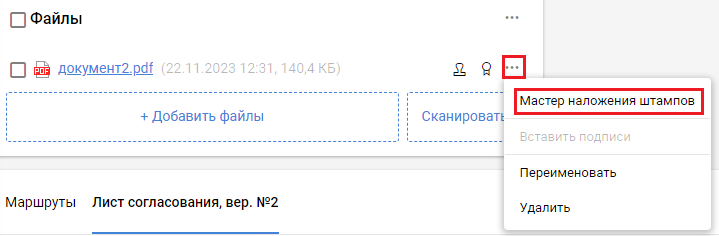 Файлы
PDF документ2.pdf (22.11.2023 12:31, 140,4 КБ)
Мастер наложения штампов
+ Добавить файлы Сканировать
Вставить подписи
Переименовать
Маршруты Лист согласования, вер. №2
Удалить